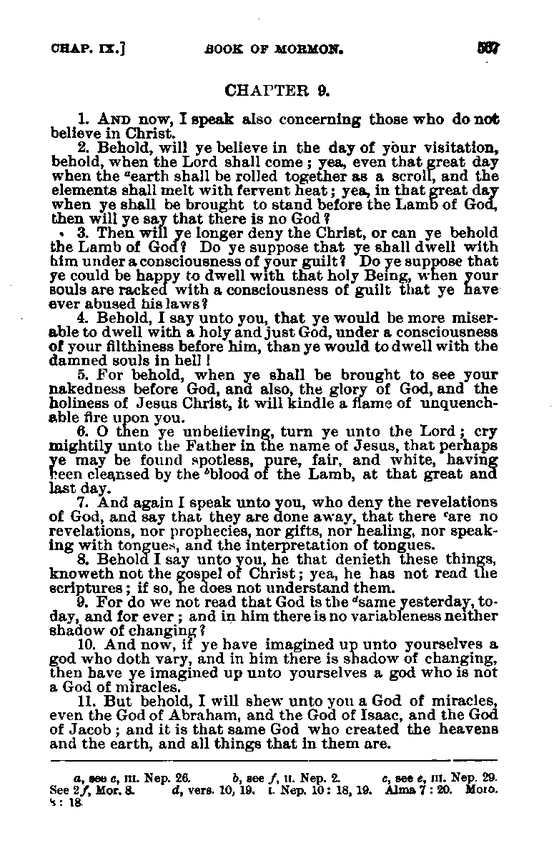 CHAP. IX.] BOOK OF MORMON. 567
CHAPTER 9.
1. AND now, I speak also concerning those who do not
believe in Christ.
2. Behold, will ye believe in the day of your visitation,
behold, when the Lord shall come; yea, even that great day
when the ᵃearth shall be rolled together as a scroll, and the
elements shall melt with fervent heat; yea, in that great day
when ye shall be brought to stand before the Lamb of God,
then will ye say that there is no God?
3. Then will ye longer deny the Christ, or can ye behold
the Lamb of God? Do ye suppose that ye shall dwell with
him under a consciousness of your guilt? Do ye suppose that
ye could be happy to dwell with that holy Being, when your
souls are racked with a consciousness of guilt that ye have
ever abused his laws?
4. Behold, I say unto you, that ye would be more miser-
able to dwell with a holy and just God, under a consciousness
of your filthiness before him, than ye would to dwell with the
damned souls in hell!
5. For behold, when ye shall be brought to see your
nakedness before God, and also, the glory of God, and the
holiness of Jesus Christ, it will kindle a flame of unquench-
able fire upon you.
6. O then ye unbelieving, turn ye unto the Lord; cry
mightily unto the Father in the name of Jesus, that perhaps
ye may be found spotless, pure, fair, and white, having
been cleansed by the ᵇblood of the Lamb, at that great and
last day.
7. And again I speak unto you, who deny the revelations
of God, and say that they are done away, that there ᶜare no
revelations, nor prophecies, nor gifts, nor healing, nor speak-
ing with tongues, and the interpretation of tongues.
8. Behold I say unto you, he that denieth these things,
knoweth not the gospel of Christ; yea, he has not read the
scriptures; if so, he does not understand them.
9. For do we not read that God is the ᵈsame yesterday, to-
day, and for ever; and in him there is no variableness neither
shadow of changing?
10. And now, if ye have imagined up unto yourselves a
god who doth vary, and in him there is shadow of changing,
then have ye imagined up unto yourselves a god who is not
a God of miracles.
11. But behold, I will shew unto you a God of miracles,
even the God of Abraham, and the God of Isaac, and the God
of Jacob; and it is that same God who created the heavens
and the earth, and all things that in them are.
a, see c, III. Nep. 26. b, see f, II. Nep. 2. c, see e, III. Nep. 29.
See 2f, Mor. 8. d, vers. 10, 19. I. Nep. 10: 18, 19. Alma 7: 20. Moro.
8: 18.